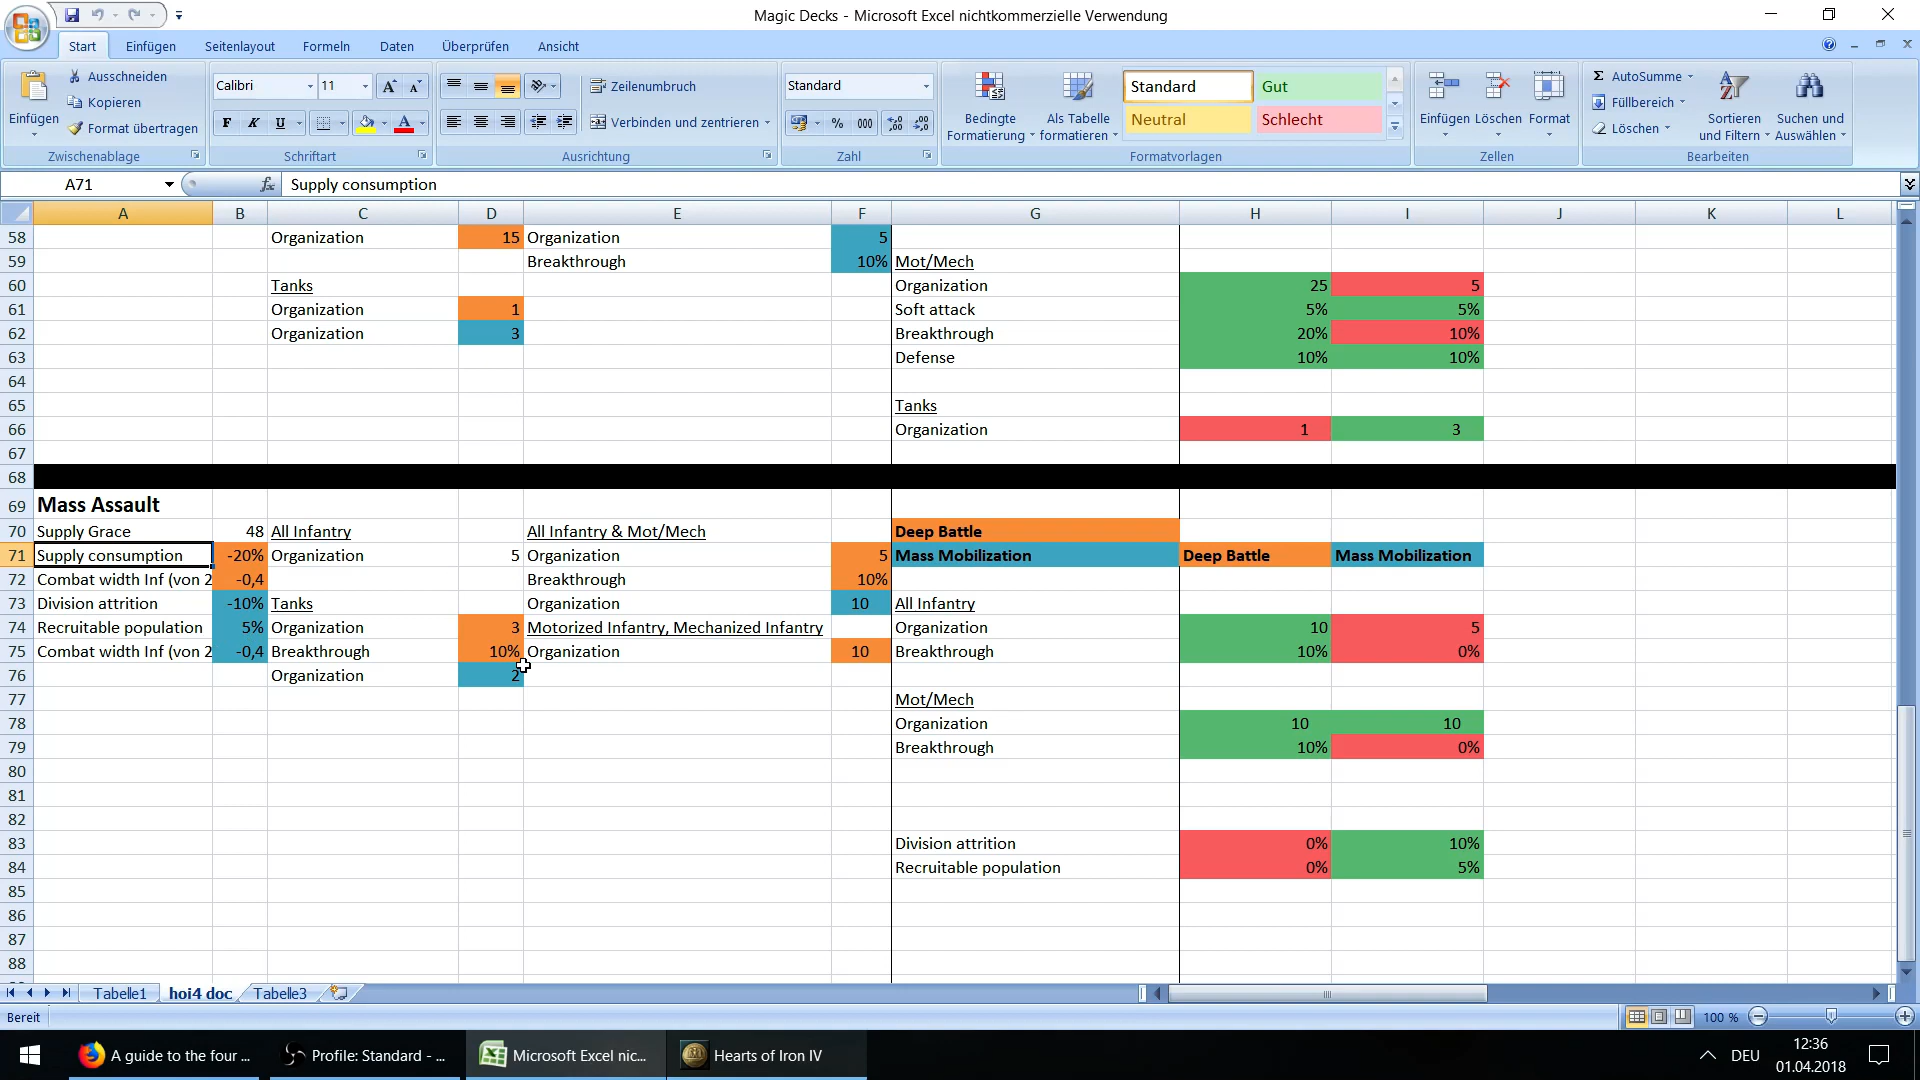 Magic Decks - Microsoft Excel nichtkommerzielle Verwendung
Start Einfügen Seitenlayout Formeln Daten Überprüfen Ansicht
Einfügen
Ausschneiden
Kopieren
Format übertragen
Zwischenablage
Calibri 11
F K U A
Schriftart
Zeilenumbruch
Verbinden und zentrieren
Ausrichtung
Standard
% 000
Zahl
Bedingte Formatierung
Als Tabelle formatieren
Standard Gut
Neutral Schlecht
Formatvorlagen
Einfügen Löschen Format
Zellen
Σ AutoSumme
Füllbereich
Löschen
Sortieren und Filtern
Suchen und Auswählen
Bearbeiten
A71 fx Supply consumption
A B C D E F G H I J K L
58 Organization 15 Organization 5
59 Breakthrough 10% Mot/Mech
60 Tanks Organization 25 5
61 Organization 1 Soft attack 5% 5%
62 Organization 3 Breakthrough 20% 10%
63 Defense 10% 10%
64
65 Tanks
66 Organization 1 3
67
68
69 Mass Assault
70 Supply Grace 48 All Infantry All Infantry & Mot/Mech Deep Battle
71 Supply consumption -20% Organization 5 Organization 5 Mass Mobilization Deep Battle Mass Mobilization
72 Combat width Inf (von 2 -0,4 Breakthrough 10%
73 Division attrition -10% Tanks Organization 10 All Infantry
74 Recruitable population 5% Organization 3 Motorized Infantry, Mechanized Infantry Organization 10 5
75 Combat width Inf (von 2 -0,4 Breakthrough 10% Organization 10 Breakthrough 10% 0%
76 Organization 2
77 Mot/Mech
78 Organization 10 10
79 Breakthrough 10% 0%
80
81
82
83 Division attrition 0% 10%
84 Recruitable population 0% 5%
85
86
87
88
Tabelle1 hoi4 doc Tabelle3
Bereit 100 %
A guide to the four ... Profile: Standard - ... Microsoft Excel nic... Hearts of Iron IV DEU 12:36
01.04.2018